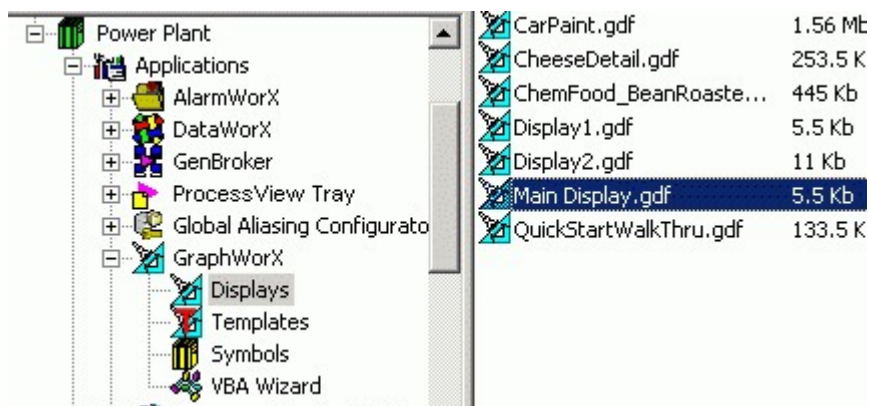 Power Plant
Applications
AlarmWorX
DataWorX
GenBroker
ProcessView Tray
Global Aliasing Configurato
GraphWorX
Displays
Templates
Symbols
VBA Wizard
CarPaint.gdf 1.56 Mb
CheeseDetail.gdf 253.5 K
ChemFood_BeanRoaste... 445 Kb
Display1.gdf 5.5 Kb
Display2.gdf 11 Kb
Main Display.gdf 5.5 Kb
QuickStartWalkThru.gdf 133.5 K